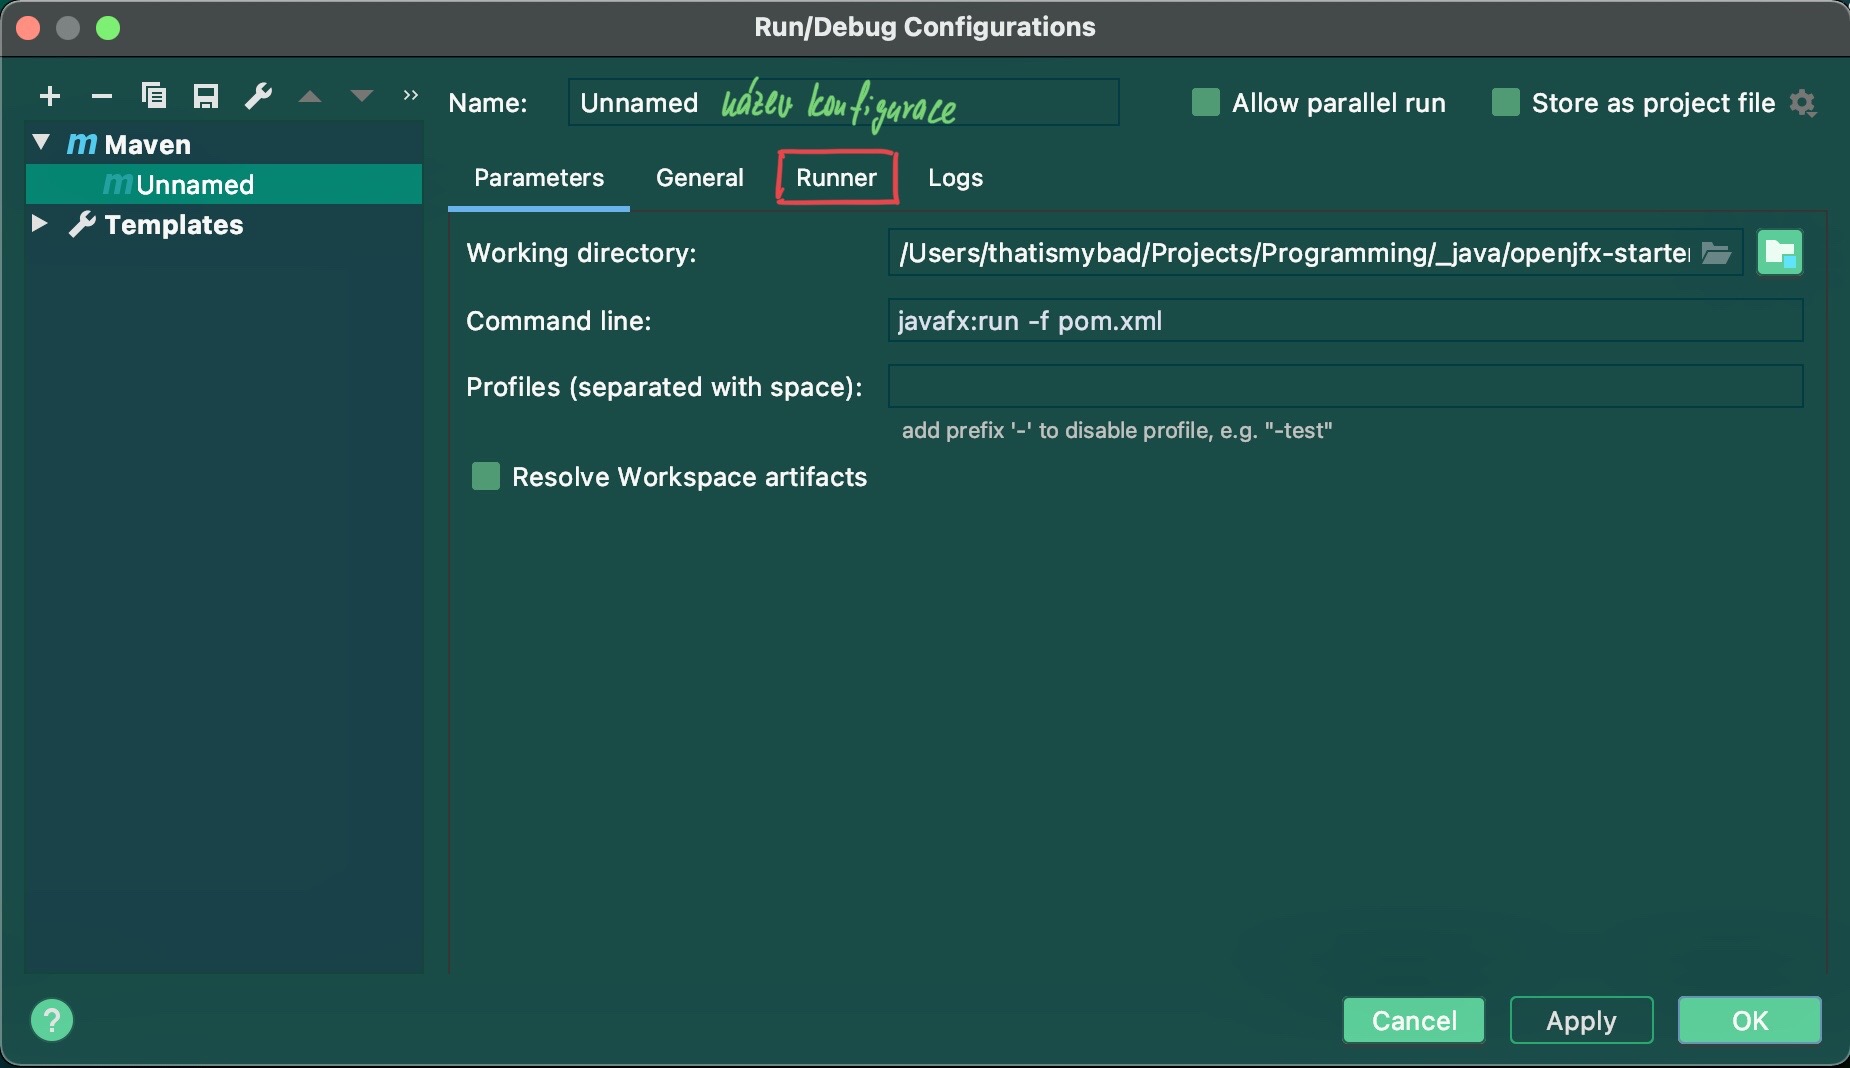 Run/Debug Configurations
Name: Unnamed název konfigurace Allow parallel run Store as project file
m Maven
m Unnamed
Templates
Parameters General Runner Logs
Working directory: /Users/thatismybad/Projects/Programming/_java/openjfx-starter
Command line: javafx:run -f pom.xml
Profiles (separated with space):
add prefix '-' to disable profile, e.g. "-test"
Resolve Workspace artifacts
? Cancel Apply OK